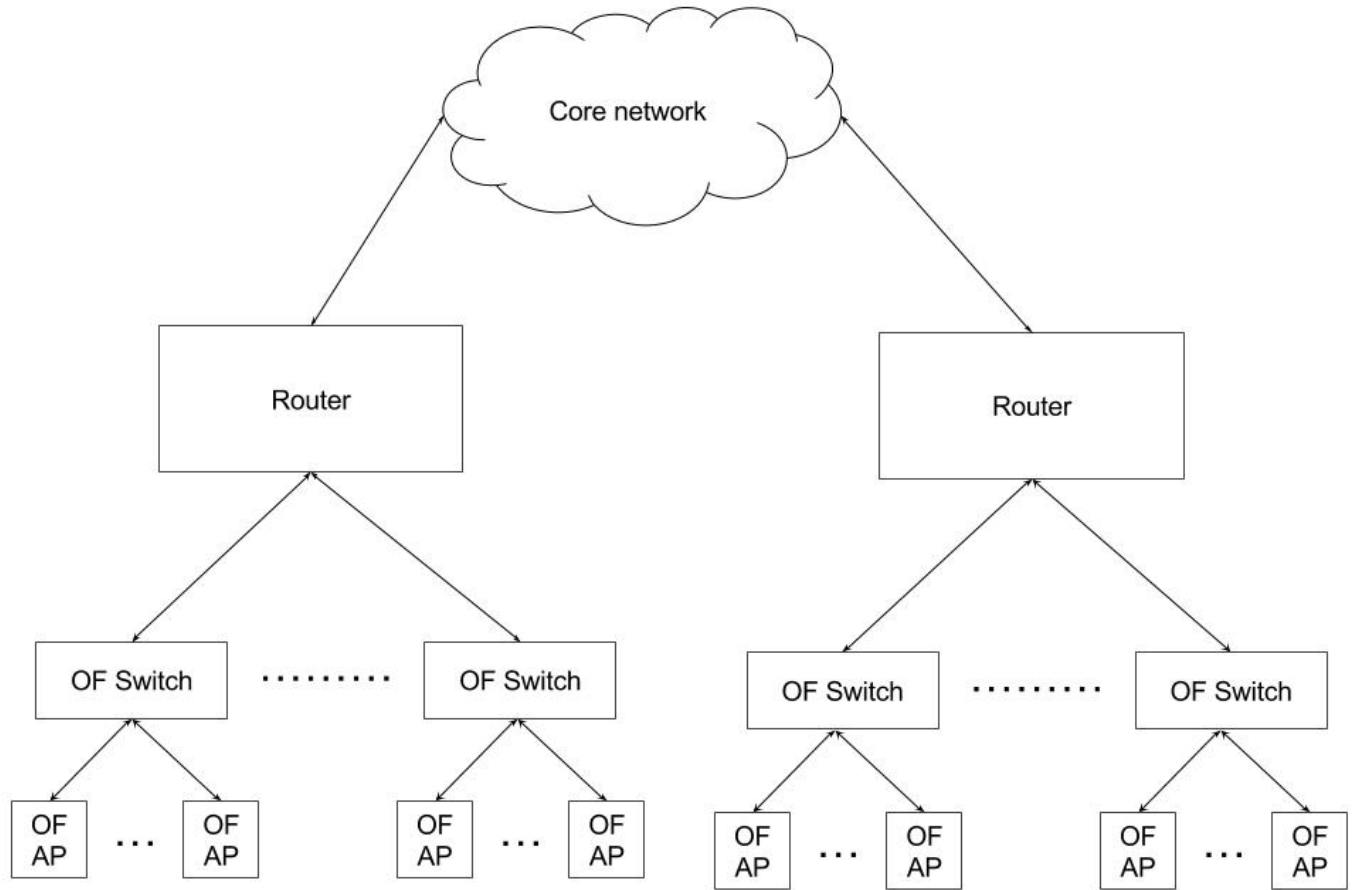 Core network
Router
Router
OF Switch ......... OF Switch
OF Switch ......... OF Switch
OF
AP
...
OF
AP
OF
AP
...
OF
AP
OF
AP
...
OF
AP
OF
AP
...
OF
AP